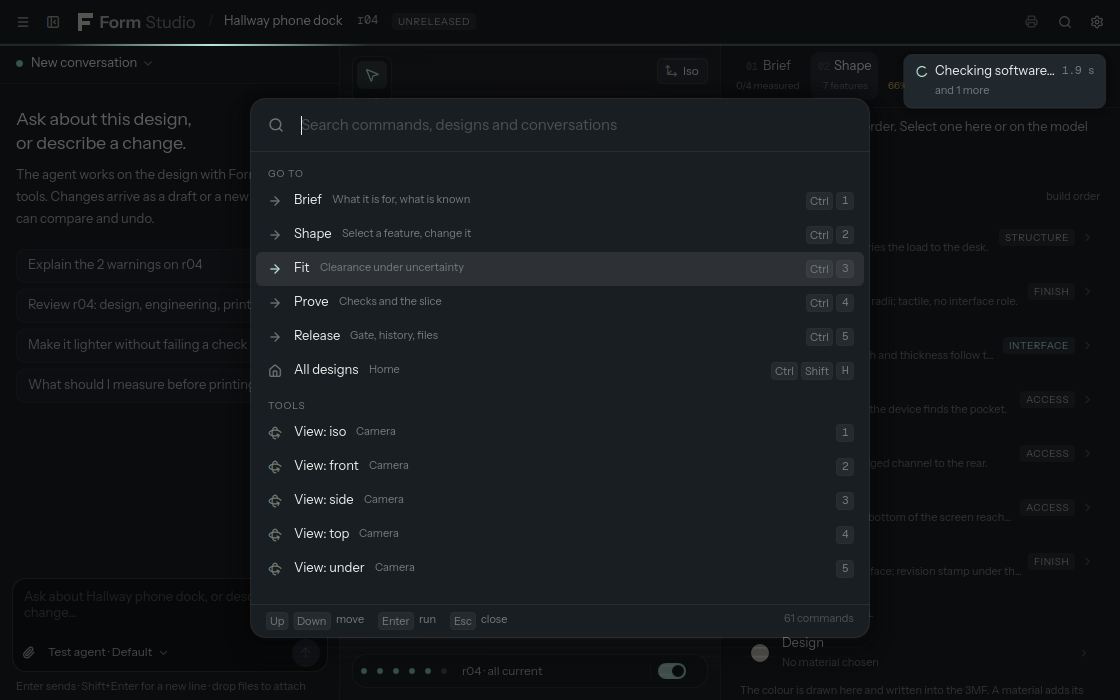 Form Studio / Hallway phone dock r04 UNRELEASED
New conversation
Iso
01 Brief
0/4 measured
02 Shape
7 features
66%
Checking software... 1.9 s
and 1 more
Ask about this design,
or describe a change.
The agent works on the design with For
tools. Changes arrive as a draft or a new
can compare and undo.
Explain the 2 warnings on r04
Review r04: design, engineering, print
Make it lighter without failing a check
What should I measure before printing
Ask about Hallway phone dock, or desc
change...
Test agent · Default
Enter sends · Shift+Enter for a new line · drop files to attach
Search commands, designs and conversations
GO TO
Brief What it is for, what is known Ctrl 1
Shape Select a feature, change it Ctrl 2
Fit Clearance under uncertainty Ctrl 3
Prove Checks and the slice Ctrl 4
Release Gate, history, files Ctrl 5
All designs Home Ctrl Shift H
TOOLS
View: iso Camera 1
View: front Camera 2
View: side Camera 3
View: top Camera 4
View: under Camera 5
Up Down move Enter run Esc close 61 commands
r04 · all current
order. Select one here or on the model
build order
ries the load to the desk. STRUCTURE
radii; tactile, no interface role. FINISH
h and thickness follow t... INTERFACE
the device finds the pocket. ACCESS
ged channel to the rear. ACCESS
bottom of the screen reach... ACCESS
face; revision stamp under th... FINISH
Design
No material chosen
The colour is drawn here and written into the 3MF. A material adds its